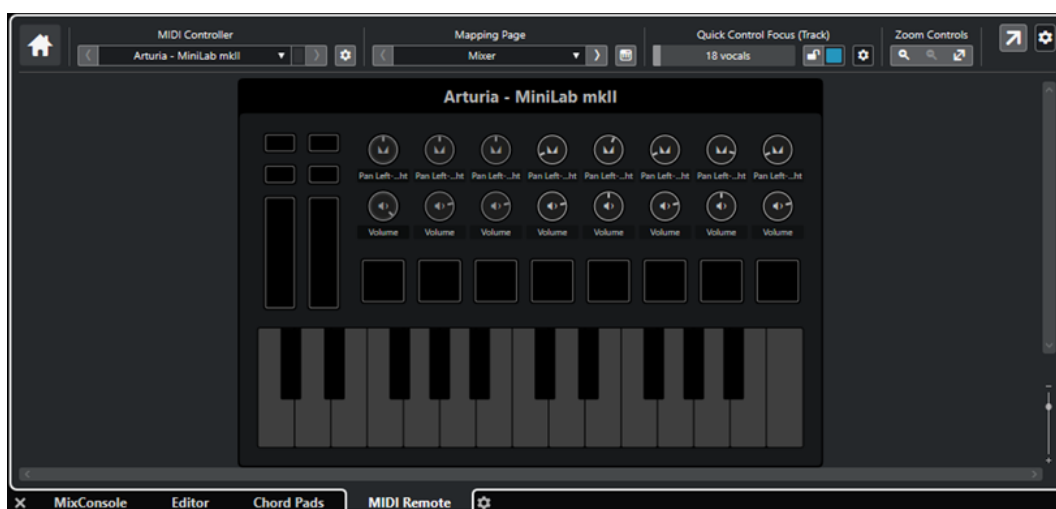 MIDI Controller Mapping Page Quick Control Focus (Track) Zoom Controls
Arturia - MiniLab mkII Mixer 18 vocals
Arturia - MiniLab mkII
Pan Left-...ht Pan Left-...ht Pan Left-...ht Pan Left-...ht Pan Left-...ht Pan Left-...ht Pan Left-...ht Pan Left-...ht
Volume Volume Volume Volume Volume Volume Volume Volume
MixConsole Editor Chord Pads MIDI Remote